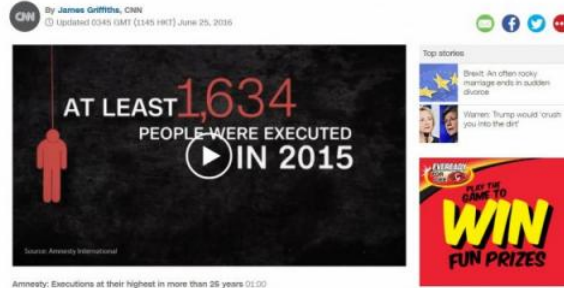 CNN
By James Griffiths, CNN
Updated 0345 GMT (1145 HKT) June 25, 2016
AT LEAST 1,634
PEOPLE WERE EXECUTED
IN 2015
Source: Amnesty International
Amnesty: Executions at their highest in more than 25 years 01:00
Top stories
Brexit: An often rocky
marriage ends in sudden
divorce
Warren: Trump would 'crush
you into the dirt'
EVEREADY
PLAY THE
GAME TO
WIN
FUN PRIZES